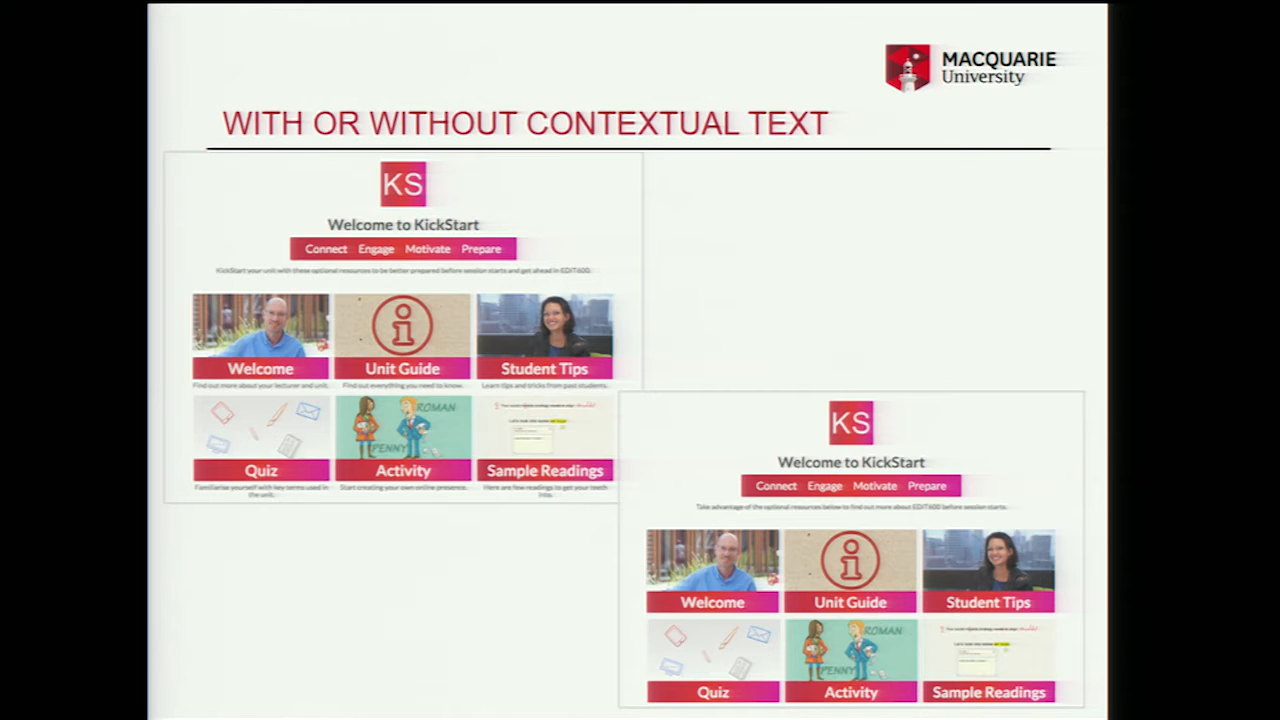 MACQUARIE
University
WITH OR WITHOUT CONTEXTUAL TEXT
KS
Welcome to KickStart
Connect Engage Motivate Prepare
KickStart your unit with these optional resources to be better prepared before session starts and get ahead in EDIT600.
Welcome
Unit Guide
Student Tips
Find out more about your lecturer and unit.
Find out everything you need to know.
Learn tips and tricks from past students.
ROMAN
PENNY
Quiz
Activity
Sample Readings
Familiarise yourself with key terms used in
the unit.
Start creating your own online presence.
Here are few readings to get your teeth
into.
KS
Welcome to KickStart
Connect Engage Motivate Prepare
Take advantage of the optional resources below to find out more about EDIT600 before session starts.
Welcome
Unit Guide
Student Tips
ROMAN
PENNY
Quiz
Activity
Sample Readings